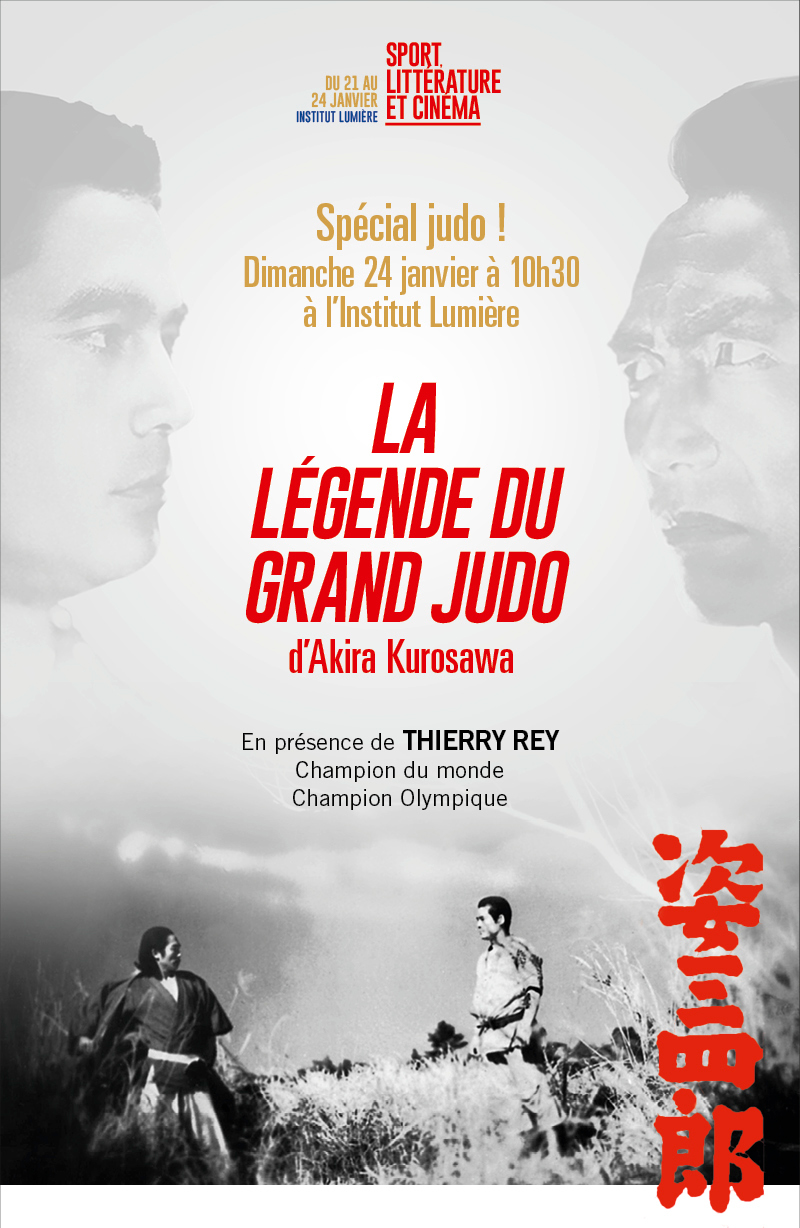 DU 21 AU
24 JANVIER
INSTITUT LUMIÈRE
SPORT,
LITTÉRATURE
ET CINÉMA
Spécial judo !
Dimanche 24 janvier à 10h30
à l'Institut Lumière
LA
LÉGENDE DU
GRAND JUDO
d'Akira Kurosawa
En présence de THIERRY REY
Champion du monde
Champion Olympique
姿三四郎